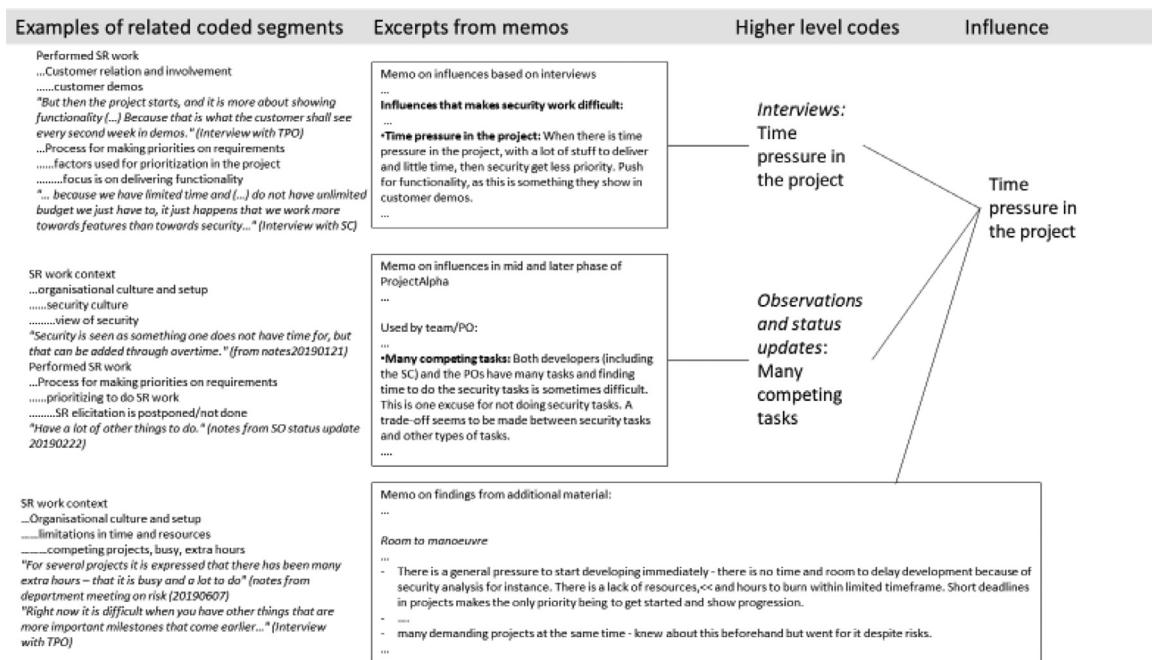 Examples of related coded segments
Excerpts from memos
Higher level codes
Influence
Performed SR work
...Customer relation and involvement
......customer demos
"But then the project starts, and it is more about showing
functionality (...) Because that is what the customer shall see
every second week in demos." (Interview with TPO)
...Process for making priorities on requirements
......factors used for prioritization in the project
.........focus is on delivering functionality
"... because we have limited time and (...) do not have unlimited
budget we just have to, it just happens that we work more
towards features than towards security..." (Interview with SC)
Memo on influences based on interviews
...
Influences that makes security work difficult:
...
•Time pressure in the project: When there is time
pressure in the project, with a lot of stuff to deliver
and little time, then security get less priority. Push
for functionality, as this is something they show in
customer demos.
...
Interviews:
Time
pressure in
the project
Time
pressure in
the project
SR work context
...organisational culture and setup
......security culture
.........view of security
"Security is seen as something one does not have time for, but
that can be added through overtime." (from notes20190121)
Performed SR work
...Process for making priorities on requirements
......prioritizing to do SR work
.........SR elicitation is postponed/not done
"Have a lot of other things to do." (notes from SO status update
20190222)
Memo on influences in mid and later phase of
ProjectAlpha
...
Used by team/PO:
...
•Many competing tasks: Both developers (including
the SC) and the POs have many tasks and finding
time to do the security tasks is sometimes difficult.
This is one excuse for not doing security tasks. A
trade-off seems to be made between security tasks
and other types of tasks.
....
Observations
and status
updates:
Many
competing
tasks
SR work context
...Organisational culture and setup
......limitations in time and resources
.........competing projects, busy, extra hours
"For several projects it is expressed that there has been many
extra hours – that it is busy and a lot to do" (notes from
department meeting on risk (20190607)
"Right now it is difficult when you have other things that are
more important milestones that come earlier..." (Interview
with TPO)
Memo on findings from additional material:
...
Room to manoeuvre
...
- There is a general pressure to start developing immediately - there is no time and room to delay development because of
security analysis for instance. There is a lack of resources,<< and hours to burn within limited timeframe. Short deadlines
in projects makes the only priority being to get started and show progression.
- ....
- many demanding projects at the same time - knew about this beforehand but went for it despite risks.
...